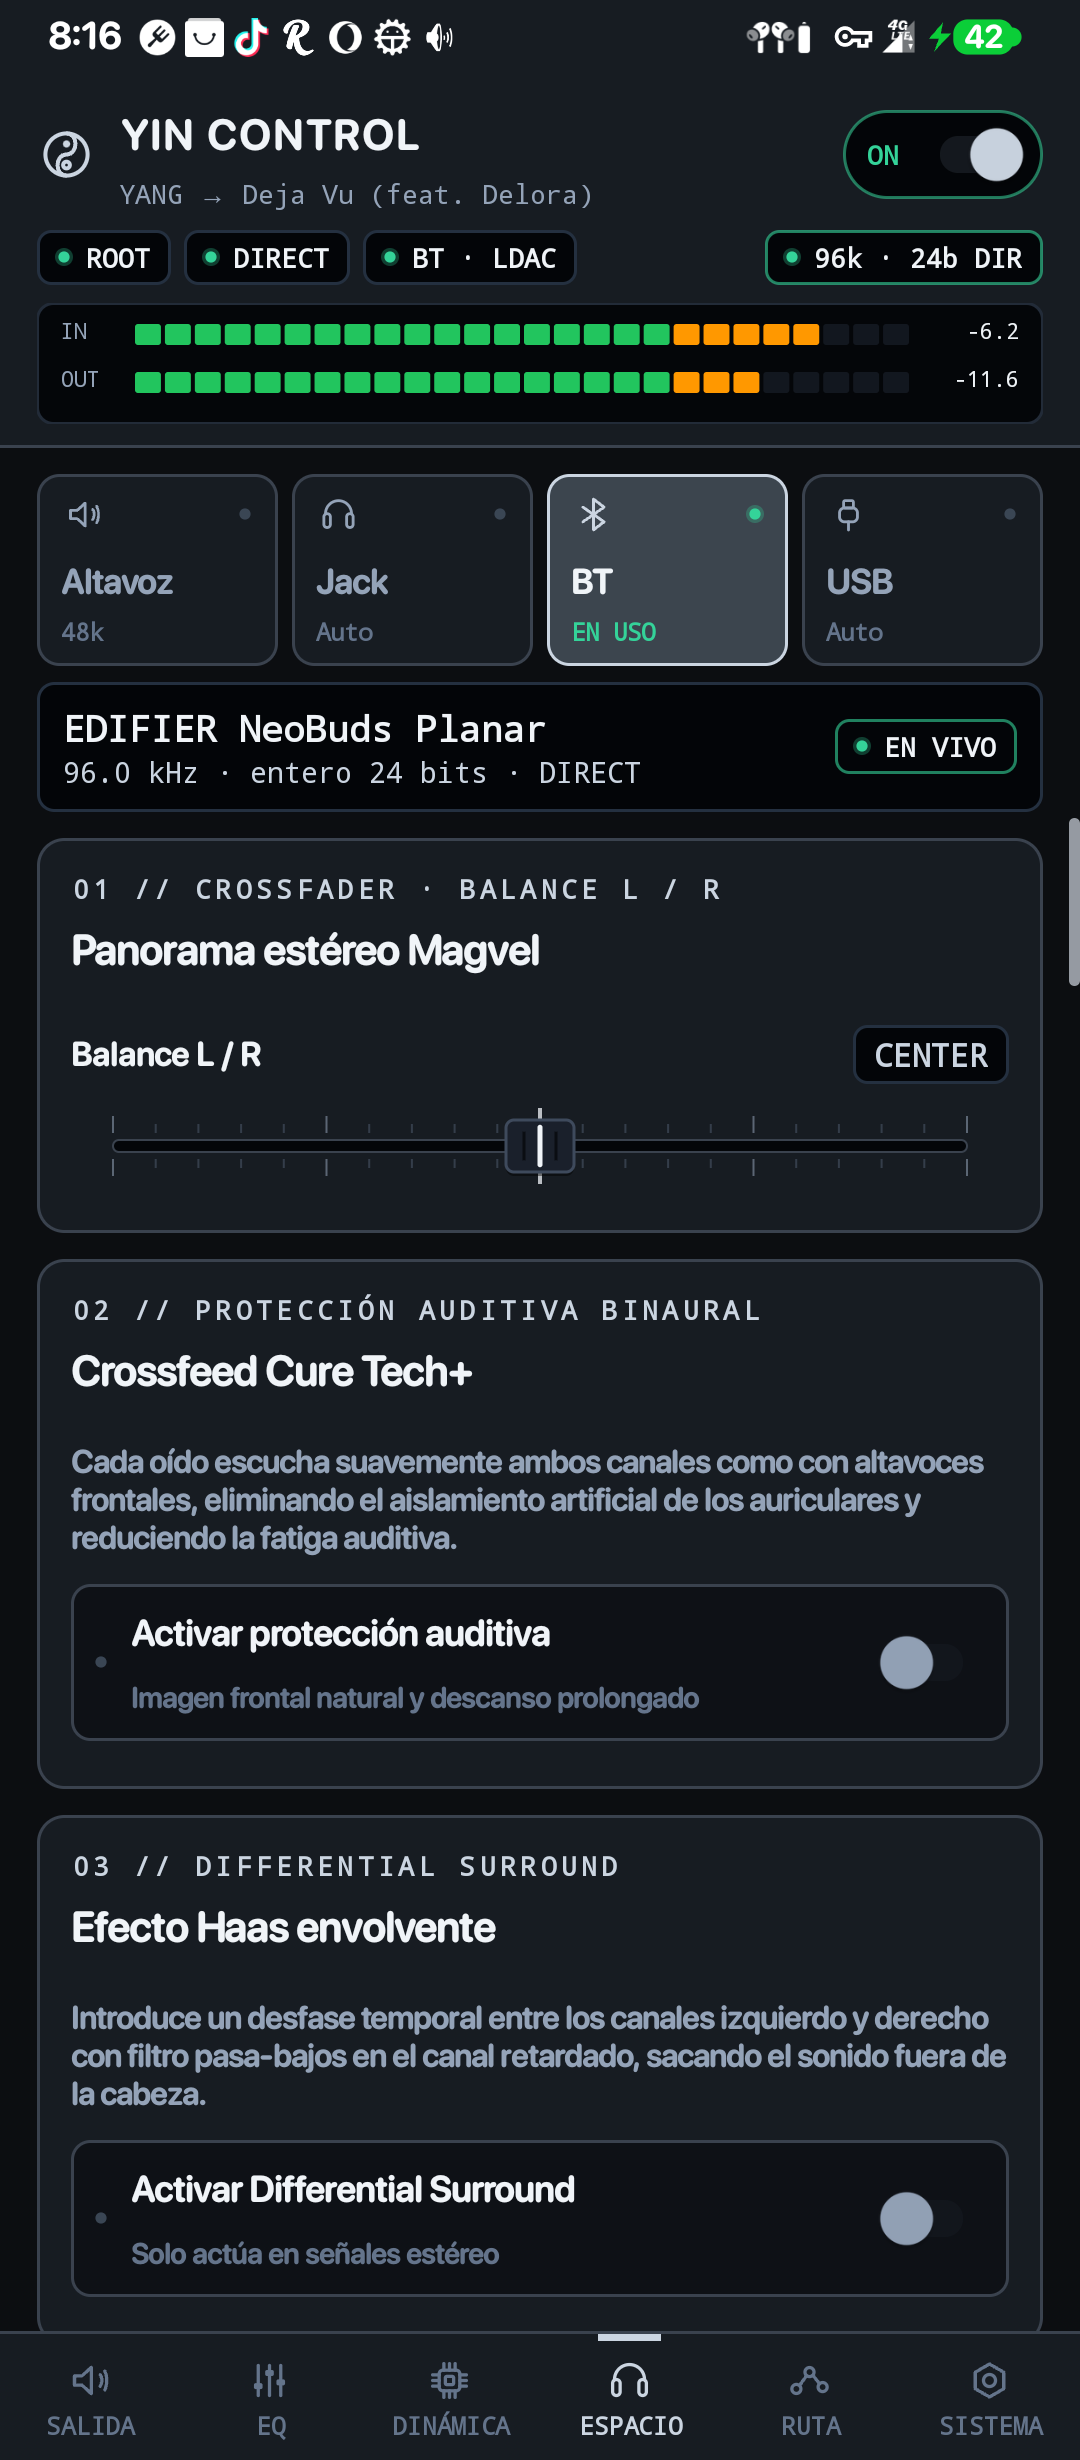 8:16
4G
LTE
42
YIN CONTROL
YANG → Deja Vu (feat. Delora)
ON
ROOT
DIRECT
BT · LDAC
96k · 24b DIR
IN
-6.2
OUT
-11.6
Altavoz
48k
Jack
Auto
BT
EN USO
USB
Auto
EDIFIER NeoBuds Planar
96.0 kHz · entero 24 bits · DIRECT
EN VIVO
01 // CROSSFADER · BALANCE L / R
Panorama estéreo Magvel
Balance L / R
CENTER
02 // PROTECCIÓN AUDITIVA BINAURAL
Crossfeed Cure Tech+
Cada oído escucha suavemente ambos canales como con altavoces
frontales, eliminando el aislamiento artificial de los auriculares y
reduciendo la fatiga auditiva.
Activar protección auditiva
Imagen frontal natural y descanso prolongado
03 // DIFFERENTIAL SURROUND
Efecto Haas envolvente
Introduce un desfase temporal entre los canales izquierdo y derecho
con filtro pasa-bajos en el canal retardado, sacando el sonido fuera de
la cabeza.
Activar Differential Surround
Solo actúa en señales estéreo
SALIDA
EQ
DINÁMICA
ESPACIO
RUTA
SISTEMA